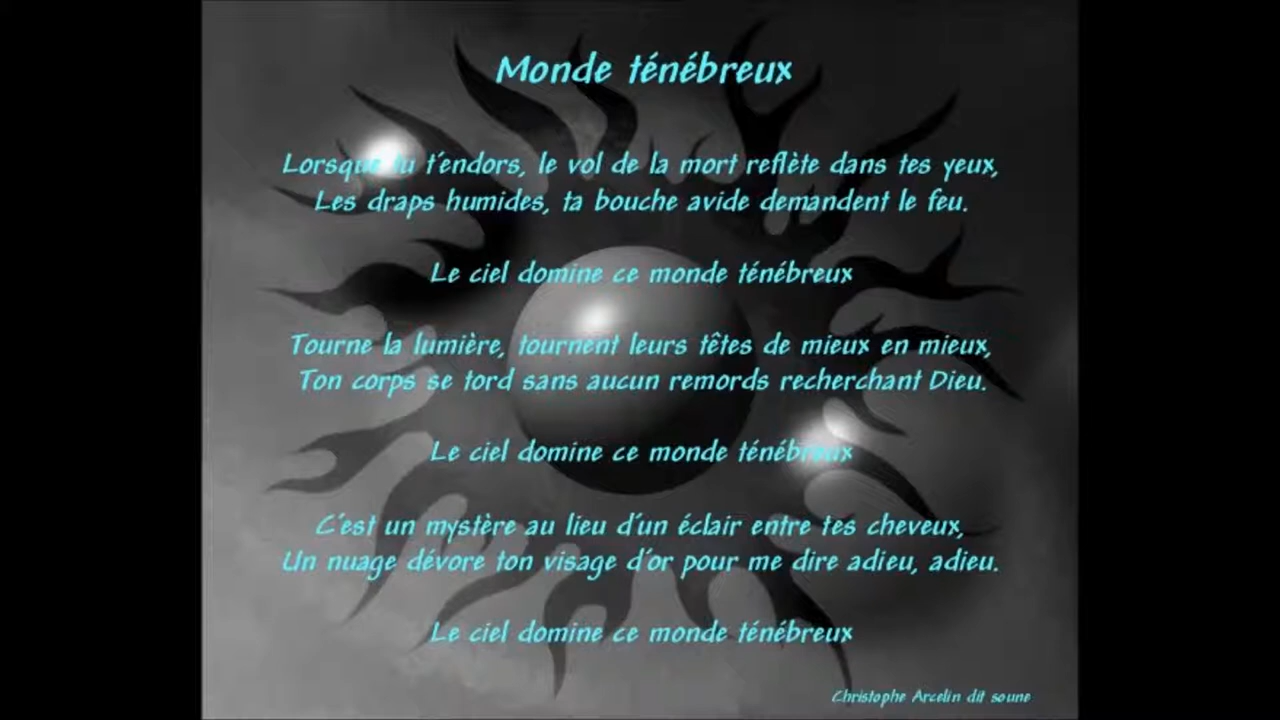 Monde ténébreux
Lorsque tu t'endors, le vol de la mort reflète dans tes yeux,
Les draps humides, ta bouche avide demandent le feu.
Le ciel domine ce monde ténébreux
Tourne la lumière, tournent leurs têtes de mieux en mieux,
Ton corps se tord sans aucun remords recherchant Dieu.
Le ciel domine ce monde ténébreux
C'est un mystère au lieu d'un éclair entre tes cheveux,
Un nuage dévore ton visage d'or pour me dire adieu, adieu.
Le ciel domine ce monde ténébreux
Christophe Arcelin dit soune